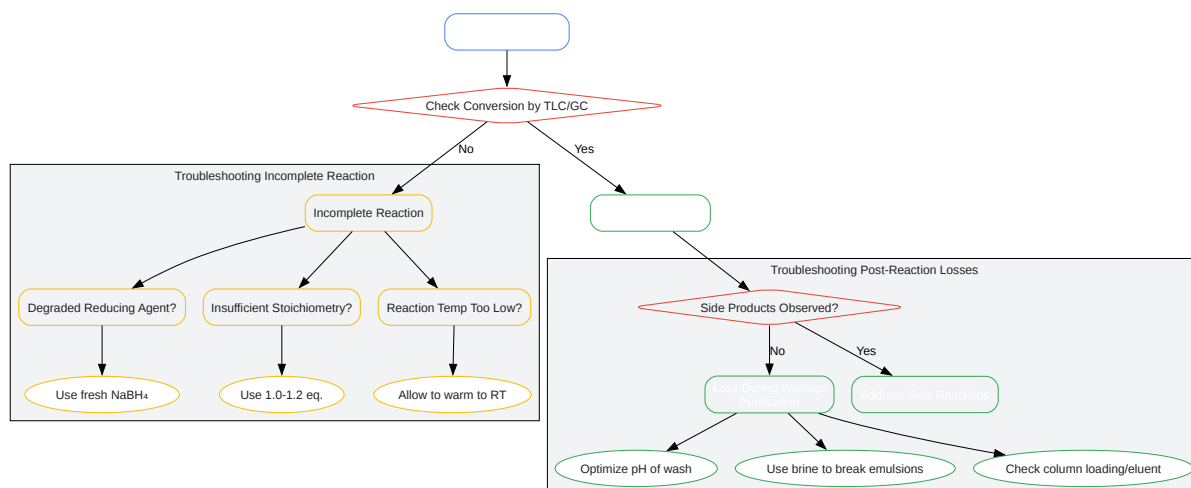 Check Conversion by TLC/GC
No
Yes
Troubleshooting Incomplete Reaction
Incomplete Reaction
Troubleshooting Post-Reaction Losses
Degraded Reducing Agent?
Insufficient Stoichiometry?
Reaction Temp Too Low?
Side Products Observed?
No
Yes
Use fresh NaBH₄
Use 1.0-1.2 eq.
Allow to warm to RT
Loss During Workup/
Purification
Address Side Reactions
Optimize pH of wash
Use brine to break emulsions
Check column loading/eluent